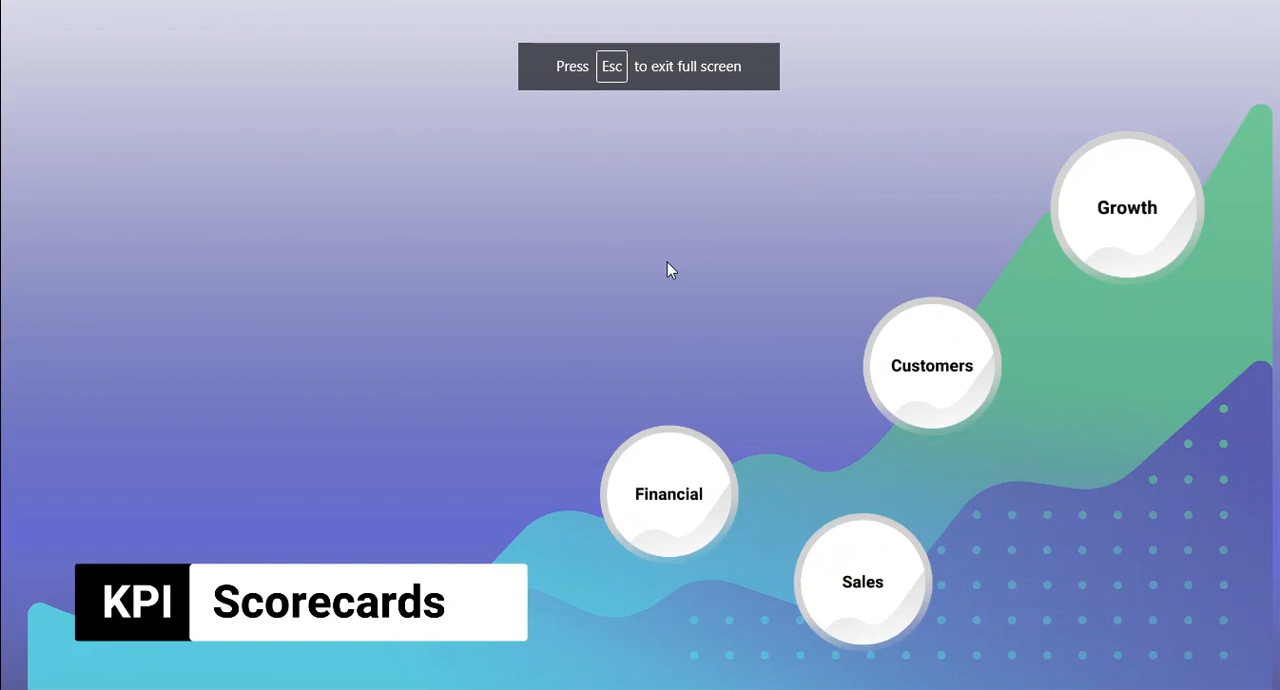 Press Esc to exit full screen
Growth
Customers
Financial
Sales
KPI Scorecards